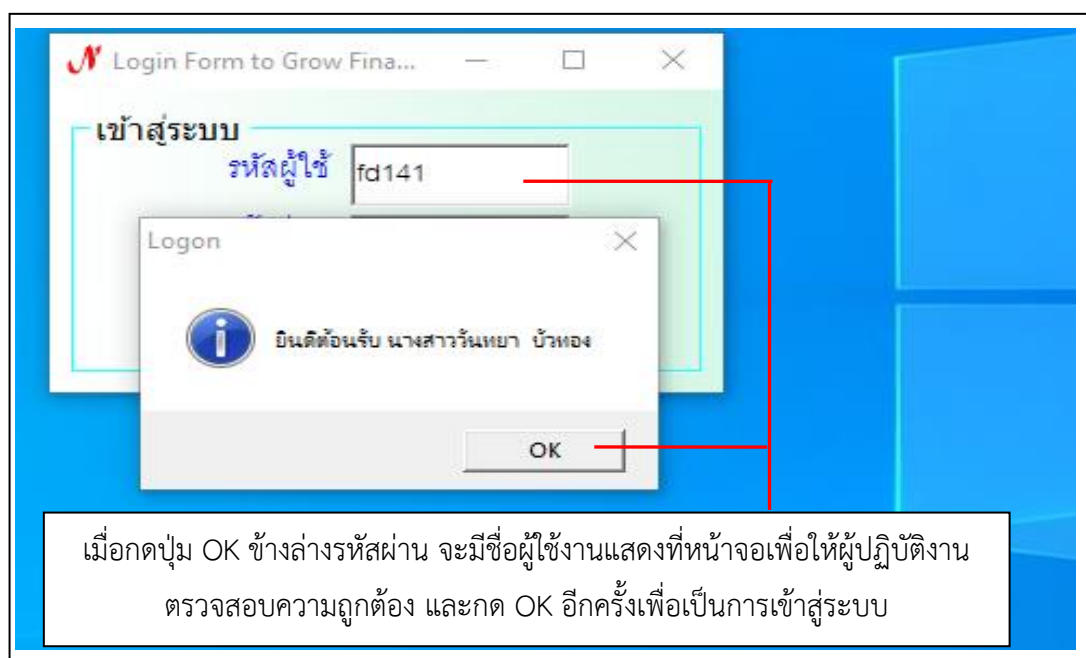 Login Form to Grow Fina...
เข้าสู่ระบบ
รหัสผู้ใช้ fd141
Logon
ยินดีต้อนรับ นางสาววันทยา บัวทอง
OK
เมื่อกดปุ่ม OK ข้างล่างรหัสผ่าน จะมีชื่อผู้ใช้งานแสดงที่หน้าจอเพื่อให้ผู้ปฏิบัติงาน
ตรวจสอบความถูกต้อง และกด OK อีกครั้งเพื่อเป็นการเข้าสู่ระบบ